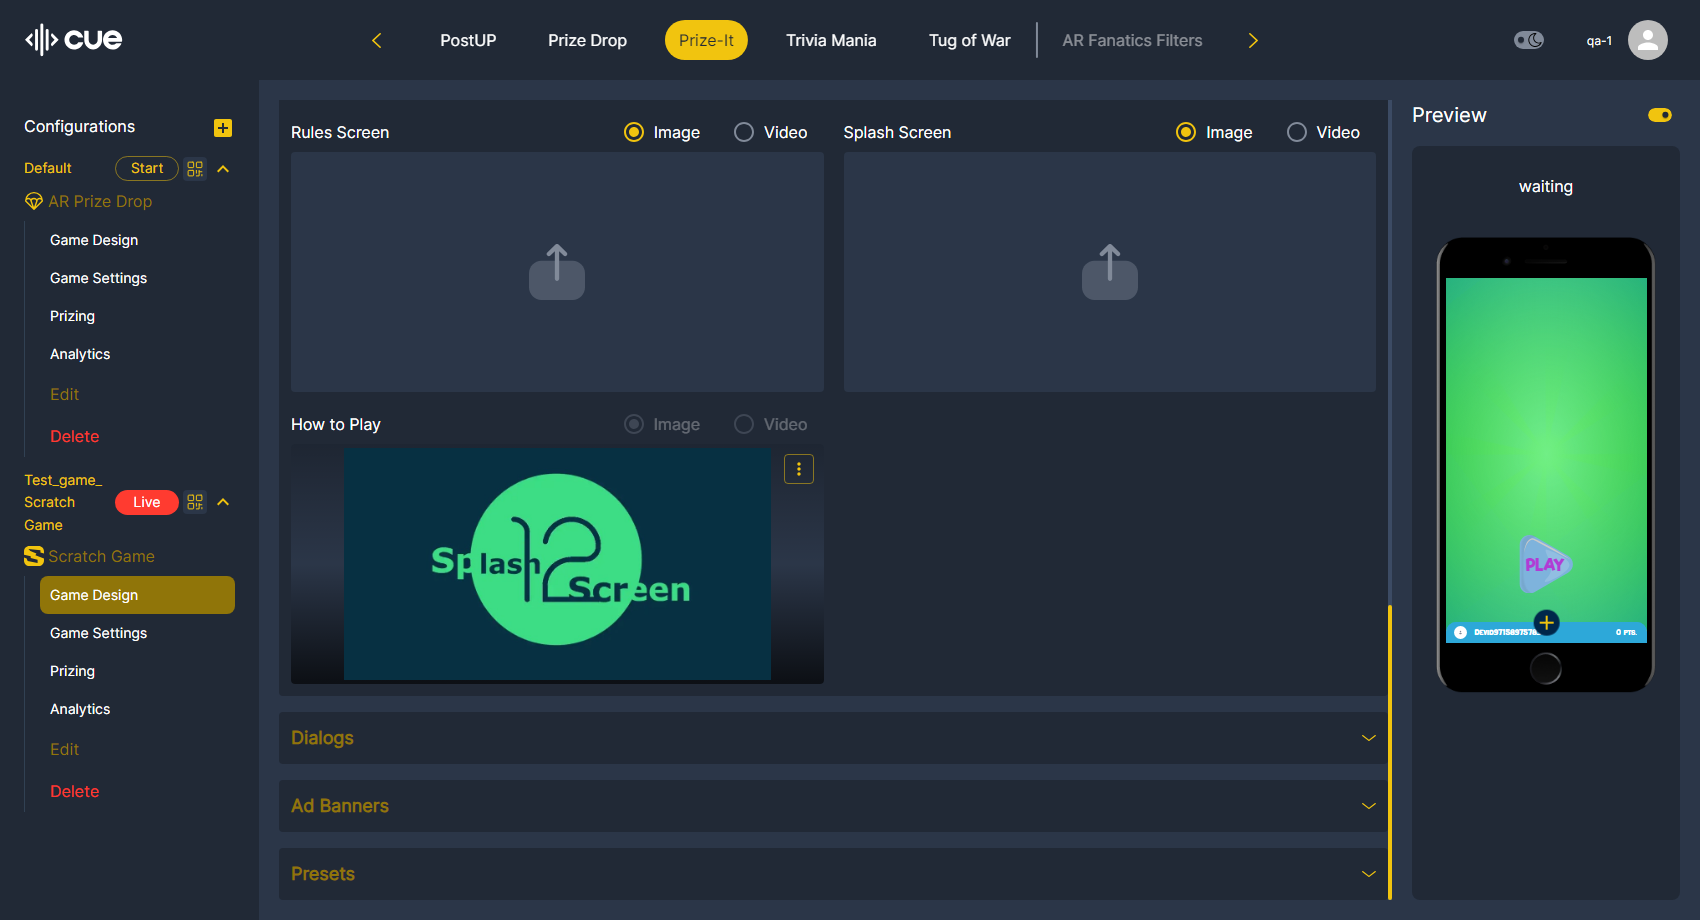 cue
PostUP
Prize Drop
Prize-It
Trivia Mania
Tug of War
AR Fanatics Filters
qa-1
Configurations
Default
Start
AR Prize Drop
Game Design
Game Settings
Prizing
Analytics
Edit
Delete
Test_game_
Scratch
Game
Live
Scratch Game
Game Design
Game Settings
Prizing
Analytics
Edit
Delete
Rules Screen
Image
Video
Splash Screen
Image
Video
How to Play
Image
Video
Splash
12
Screen
Dialogs
Ad Banners
Presets
Preview
waiting
PLAY
0 PTS.